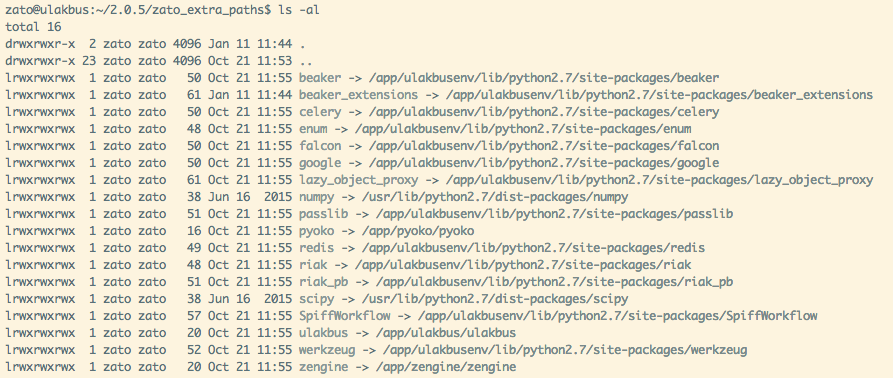 zato@ulakbus:~/2.0.5/zato_extra_paths$ ls -al
total 16
drwxrwxr-x  2 zato zato 4096 Jan 11 11:44 .
drwxrwxr-x 23 zato zato 4096 Oct 21 11:53 ..
lrwxrwxrwx  1 zato zato   50 Oct 21 11:55 beaker -> /app/ulakbusenv/lib/python2.7/site-packages/beaker
lrwxrwxrwx  1 zato zato   61 Jan 11 11:44 beaker_extensions -> /app/ulakbusenv/lib/python2.7/site-packages/beaker_extensions
lrwxrwxrwx  1 zato zato   50 Oct 21 11:55 celery -> /app/ulakbusenv/lib/python2.7/site-packages/celery
lrwxrwxrwx  1 zato zato   48 Oct 21 11:55 enum -> /app/ulakbusenv/lib/python2.7/site-packages/enum
lrwxrwxrwx  1 zato zato   50 Oct 21 11:55 falcon -> /app/ulakbusenv/lib/python2.7/site-packages/falcon
lrwxrwxrwx  1 zato zato   50 Oct 21 11:55 google -> /app/ulakbusenv/lib/python2.7/site-packages/google
lrwxrwxrwx  1 zato zato   61 Oct 21 11:55 lazy_object_proxy -> /app/ulakbusenv/lib/python2.7/site-packages/lazy_object_proxy
lrwxrwxrwx  1 zato zato   38 Jun 16  2015 numpy -> /usr/lib/python2.7/dist-packages/numpy
lrwxrwxrwx  1 zato zato   51 Oct 21 11:55 passlib -> /app/ulakbusenv/lib/python2.7/site-packages/passlib
lrwxrwxrwx  1 zato zato   16 Oct 21 11:55 pyoko -> /app/pyoko/pyoko
lrwxrwxrwx  1 zato zato   49 Oct 21 11:55 redis -> /app/ulakbusenv/lib/python2.7/site-packages/redis
lrwxrwxrwx  1 zato zato   48 Oct 21 11:55 riak -> /app/ulakbusenv/lib/python2.7/site-packages/riak
lrwxrwxrwx  1 zato zato   51 Oct 21 11:55 riak_pb -> /app/ulakbusenv/lib/python2.7/site-packages/riak_pb
lrwxrwxrwx  1 zato zato   38 Jun 16  2015 scipy -> /usr/lib/python2.7/dist-packages/scipy
lrwxrwxrwx  1 zato zato   57 Oct 21 11:55 SpiffWorkflow -> /app/ulakbusenv/lib/python2.7/site-packages/SpiffWorkflow
lrwxrwxrwx  1 zato zato   20 Oct 21 11:55 ulakbus -> /app/ulakbus/ulakbus
lrwxrwxrwx  1 zato zato   52 Oct 21 11:55 werkzeug -> /app/ulakbusenv/lib/python2.7/site-packages/werkzeug
lrwxrwxrwx  1 zato zato   20 Oct 21 11:55 zengine -> /app/zengine/zengine